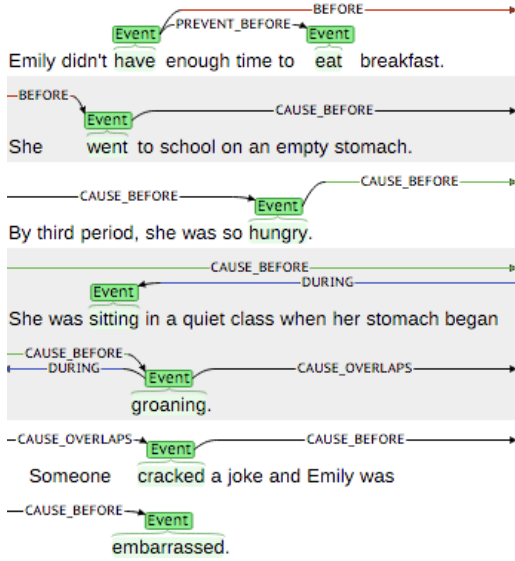 BEFORE
PREVENT_BEFORE
Event Event
Emily didn't have enough time to eat breakfast.
BEFORE
CAUSE_BEFORE
Event
She went to school on an empty stomach.
CAUSE_BEFORE
CAUSE_BEFORE
Event
By third period, she was so hungry.
CAUSE_BEFORE
DURING
Event
She was sitting in a quiet class when her stomach began
CAUSE_BEFORE
DURING CAUSE_OVERLAPS
Event
groaning.
CAUSE_OVERLAPS CAUSE_BEFORE
Event
Someone cracked a joke and Emily was
CAUSE_BEFORE
Event
embarrassed.